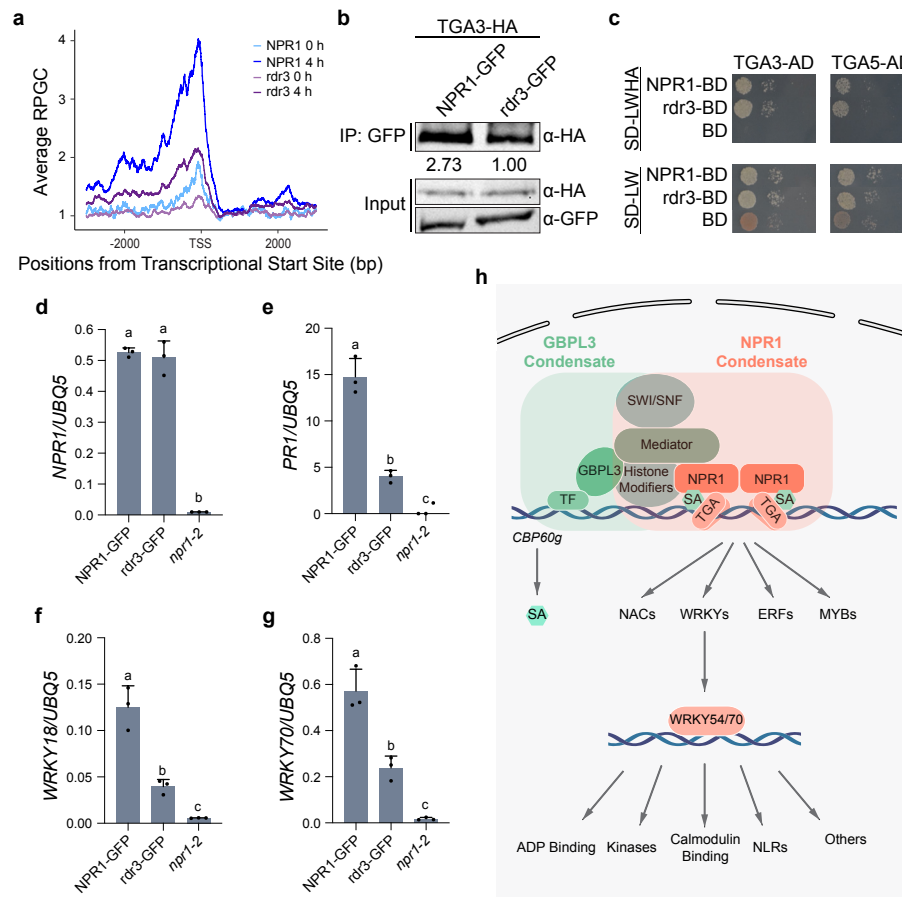 a
Average RPGC
4
3
2
1
-2000
TSS
2000
Positions from Transcriptional Start Site (bp)
NPR1 0 h
NPR1 4 h
rdr3 0 h
rdr3 4 h
b
TGA3-HA
NPR1-GFP
rdr3-GFP
IP: GFP
α-HA
2.73
1.00
Input
α-HA
α-GFP
c
TGA3-AD
TGA5-AD
SD-LWHA
NPR1-BD
rdr3-BD
BD
SD-LW
NPR1-BD
rdr3-BD
BD
d
NPR1/UBQ5
0.6
0.5
0.4
0.3
0.2
0.1
0.0
a
a
b
NPR1-GFP
rdr3-GFP
npr1-2
e
PR1/UBQ5
20
15
10
5
0
a
b
c
NPR1-GFP
rdr3-GFP
npr1-2
f
WRKY18/UBQ5
0.20
0.15
0.10
0.05
0.00
a
b
c
NPR1-GFP
rdr3-GFP
npr1-2
g
WRKY70/UBQ5
0.8
0.6
0.4
0.2
0.0
a
b
c
NPR1-GFP
rdr3-GFP
npr1-2
h
GBPL3
Condensate
NPR1
Condensate
SWI/SNF
Mediator
GBPL3
Histone
Modifiers
NPR1
NPR1
TF
SA
TGA
SA
TGA
CBP60g
SA
NACs
WRKYs
ERFs
MYBs
WRKY54/70
ADP Binding
Kinases
Calmodulin
Binding
NLRs
Others